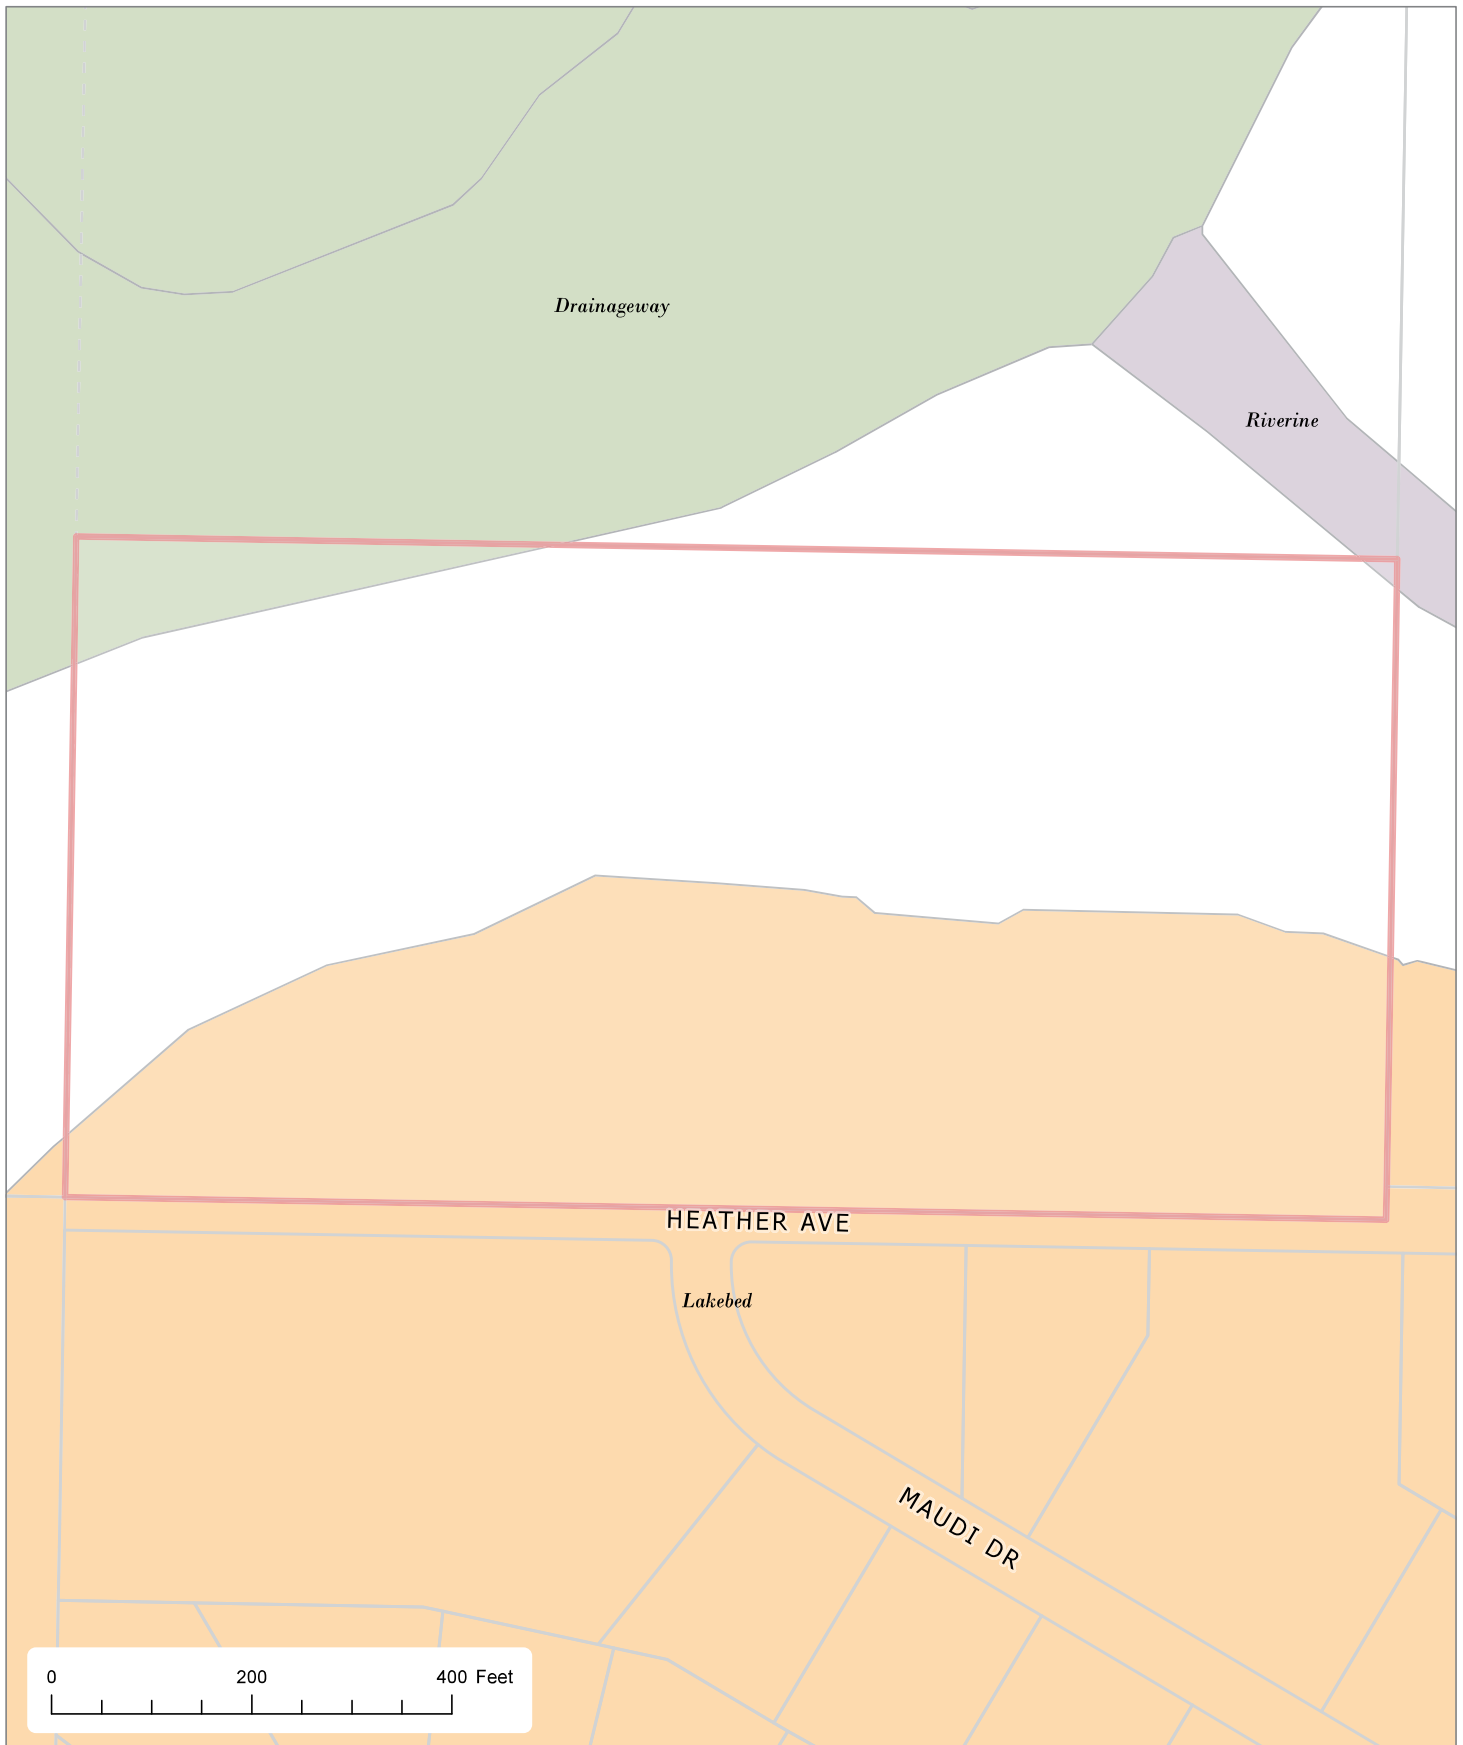 Drainageway
Riverine
HEATHER AVE
Lakebed
MAUDI DR
0 200 400 Feet